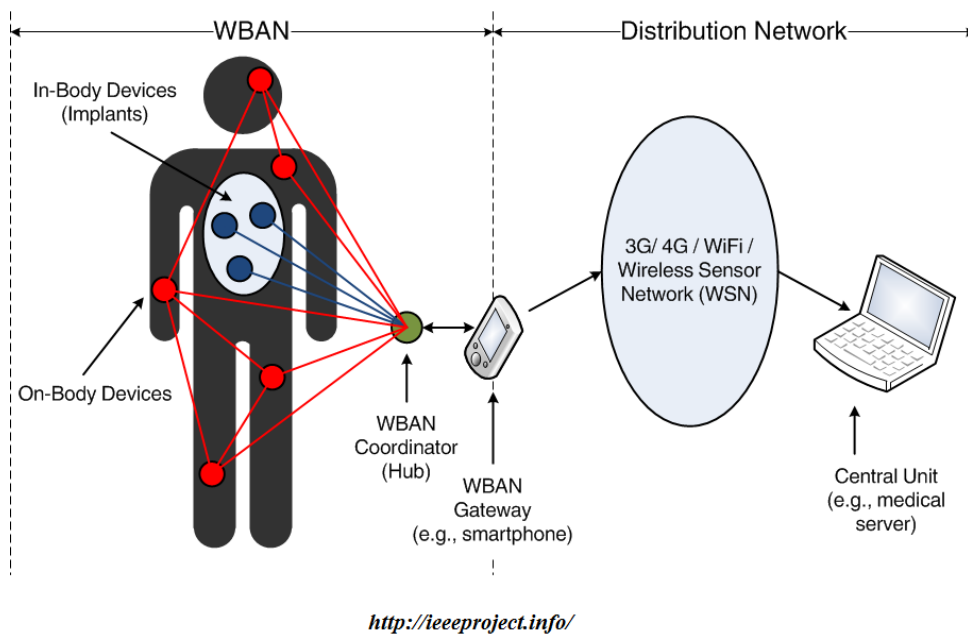 WBAN
Distribution Network
In-Body Devices
(Implants)
3G/ 4G / WiFi /
Wireless Sensor
Network (WSN)
On-Body Devices
WBAN
Coordinator
(Hub)
WBAN
Gateway
(e.g., smartphone)
Central Unit
(e.g., medical
server)
http://ieeeproject.info/